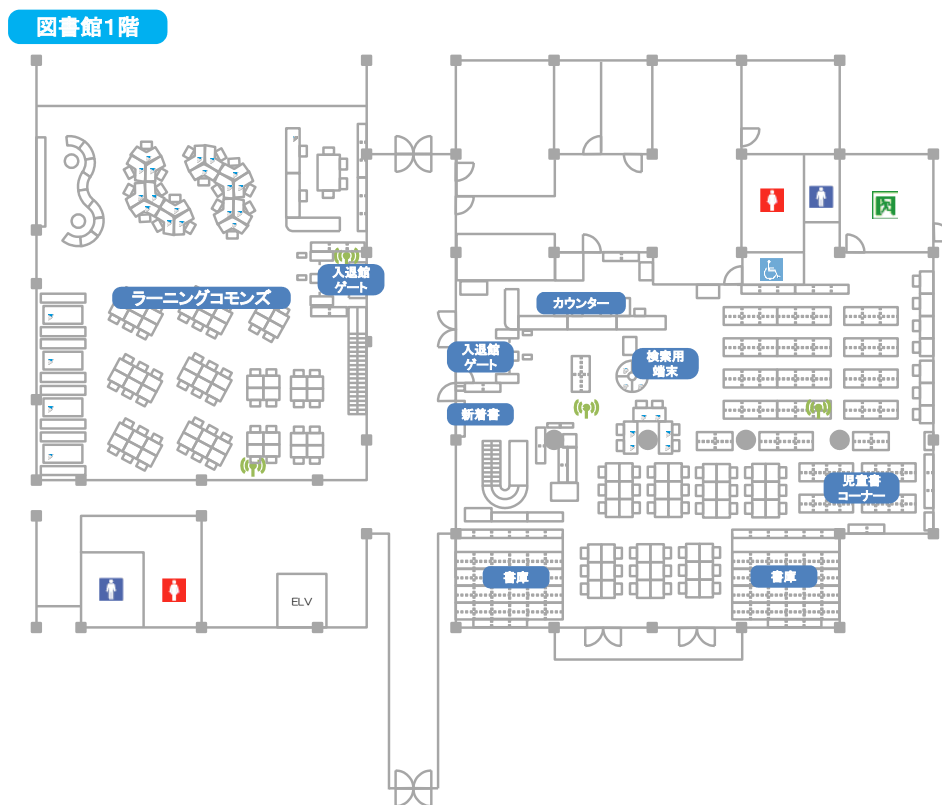 図書館1階
入退館
ゲート
ラーニングコモンズ
カウンター
入退館
ゲート
検索用
端末
新着書
児童書
コーナー
書庫
書庫
ELV